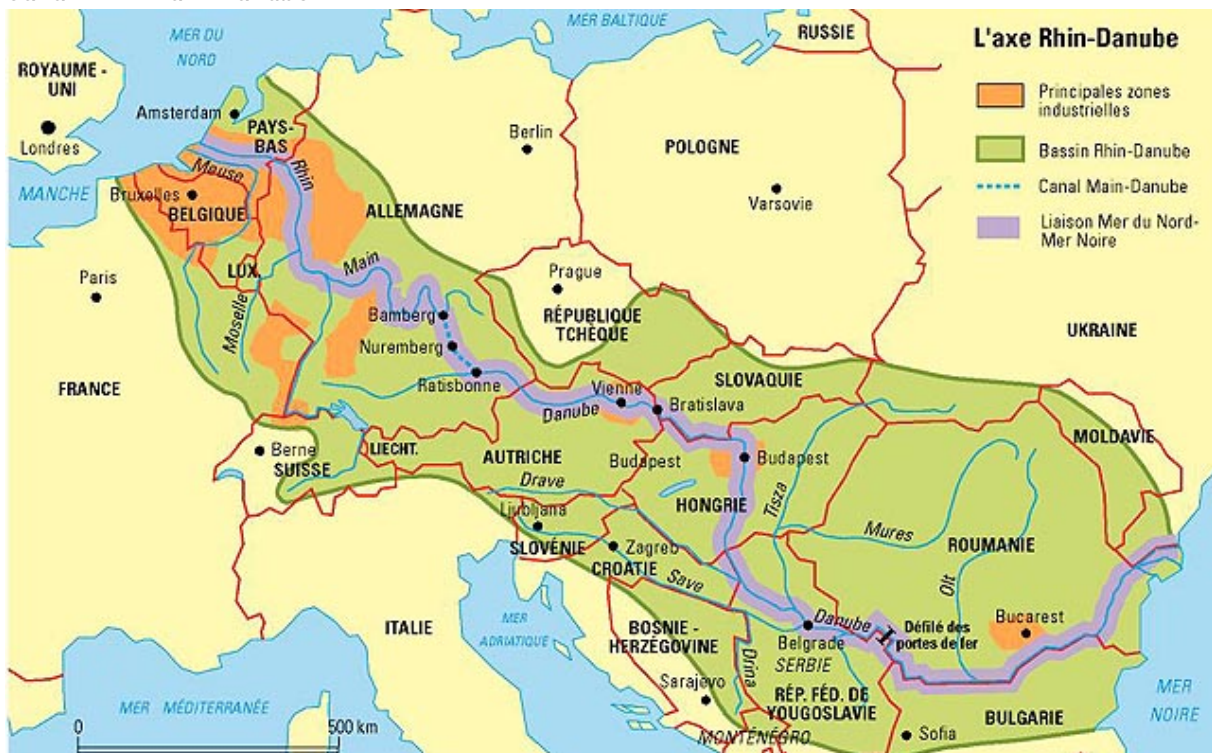 MER DU
NORD
MER BALTIQUE
RUSSIE
L'axe Rhin-Danube
ROYAUME-
UNI
Londres
Amsterdam
PAYS-
BAS
Berlin
POLOGNE
Varsovie
Principales zones
industrielles
Bassin Rhin-Danube
Canal Main-Danube
Liaison Mer du Nord-
Mer Noire
MANCHE
Meuse
Rhin
Bruxelles
BELGIQUE
ALLEMAGNE
Paris
LUX.
Main
Moselle
Prague
RÉPUBLIQUE
TCHÈQUE
UKRAINE
Bamberg
Nuremberg
Ratisbonne
FRANCE
Vienne
Danube
SLOVAQUIE
Bratislava
MOLDAVIE
Berne
SUISSE
LIECHT.
AUTRICHE
Budapest
Budapest
Drave
HONGRIE
Tisza
Mures
Ljubljana
SLOVÉNIE
Zagreb
CROATIE
Save
ROUMANIE
Olt
Bucarest
ITALIE
MER
ADRIATIQUE
BOSNIE-
HERZÉGOVINE
Drina
Danube
Belgrade
SERBIE
Défilé des
portes de fer
Sarajevo
RÉP. FÉD. DE
YOUGOSLAVIE
MONTÉNÉGRO
Sofia
BULGARIE
MER
NOIRE
MER MÉDITERRANÉE
0 500 km